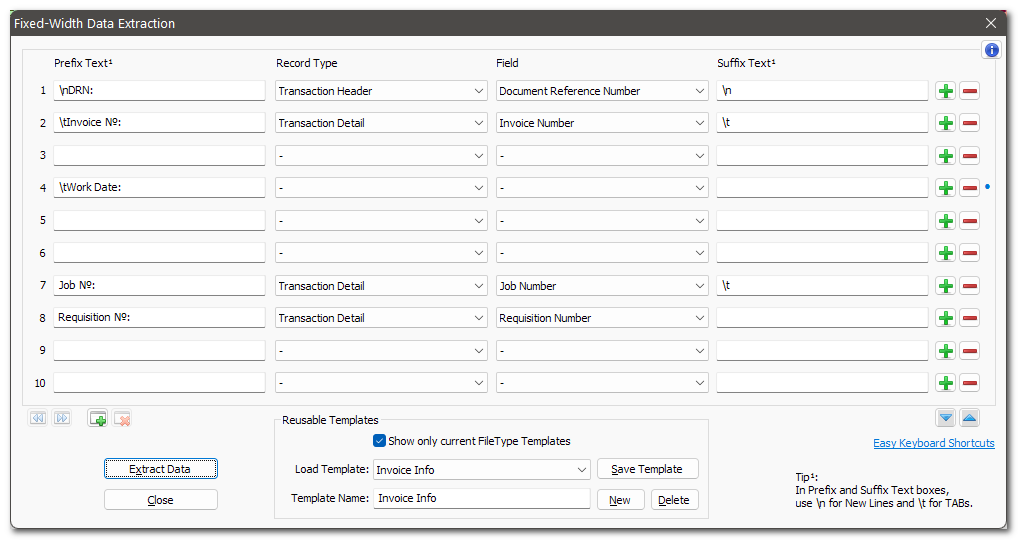 Fixed-Width Data Extraction
Prefix Text¹ Record Type Field Suffix Text¹
1 \nDRN: Transaction Header Document Reference Number \n
2 \tInvoice Nº: Transaction Detail Invoice Number \t
3 - -
4 \tWork Date: - -
5 - -
6 - -
7 Job Nº: Transaction Detail Job Number \t
8 Requisition Nº: Transaction Detail Requisition Number
9 - -
10 - -
Reusable Templates
Show only current FileType Templates
Easy Keyboard Shortcuts
Extract Data
Load Template: Invoice Info Save Template
Close
Template Name: Invoice Info New Delete
Tip¹:
In Prefix and Suffix Text boxes,
use \n for New Lines and \t for TABs.